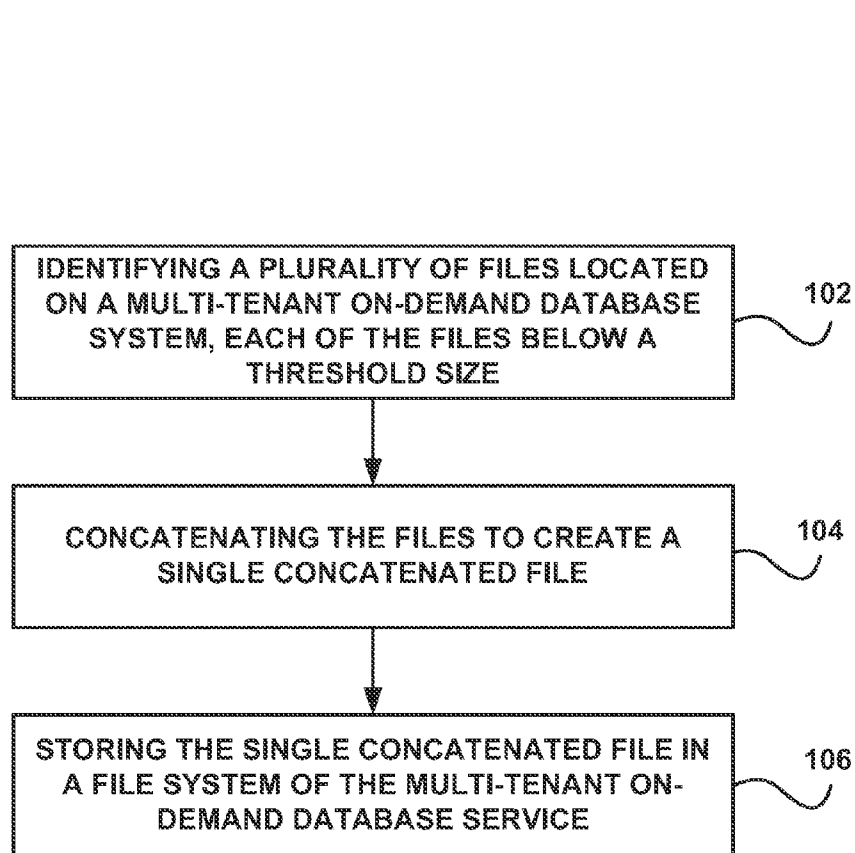 IDENTIFYING A PLURALITY OF FILES LOCATED
ON A MULTI-TENANT ON-DEMAND DATABASE
SYSTEM, EACH OF THE FILES BELOW A
THRESHOLD SIZE
102
CONCATENATING THE FILES TO CREATE A
SINGLE CONCATENATED FILE
104
STORING THE SINGLE CONCATENATED FILE IN
A FILE SYSTEM OF THE MULTI-TENANT ON-
DEMAND DATABASE SERVICE
106